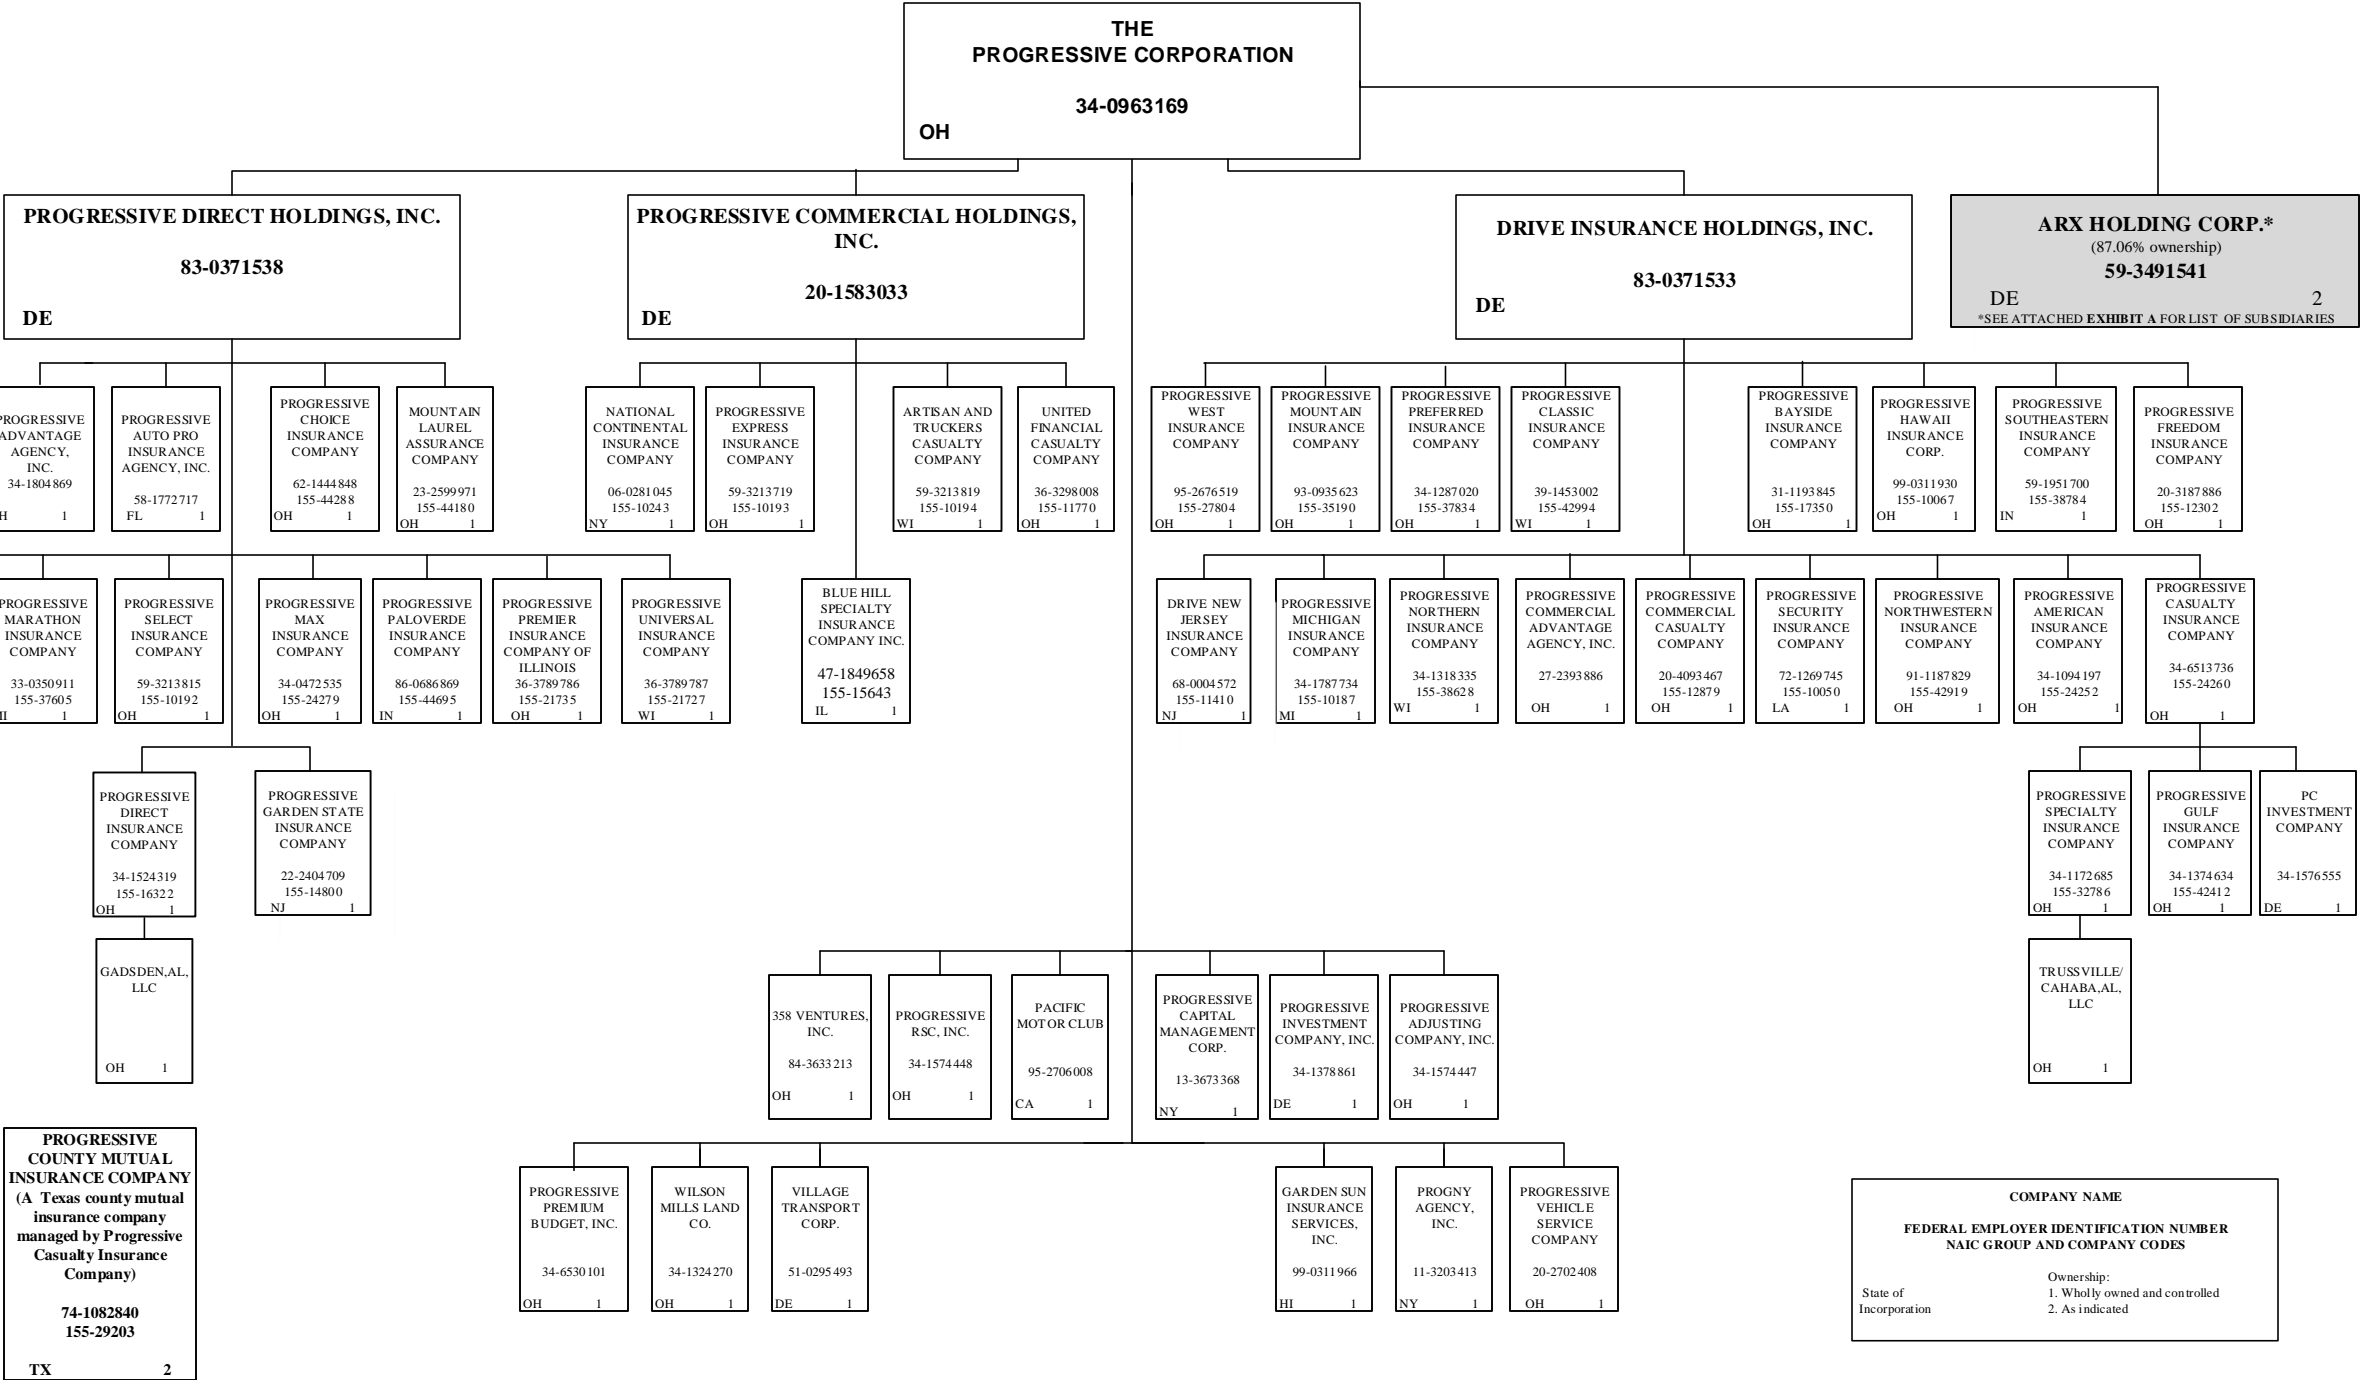 THE
PROGRESSIVE CORPORATION
34-0963169
OH
PROGRESSIVE DIRECT HOLDINGS, INC.
83-0371538
DE
PROGRESSIVE COMMERCIAL HOLDINGS,
INC.
20-1583033
DE
DRIVE INSURANCE HOLDINGS, INC.
83-0371533
DE
ARX HOLDING CORP.*
(87.06% ownership)
59-3491541
DE 2
*SEE ATTACHED EXHIBIT A FOR LIST OF SUBSIDIARIES
PROGRESSIVE
ADVANTAGE
AGENCY,
INC.
34-1804869
H 1
PROGRESSIVE
AUTO PRO
INSURANCE
AGENCY, INC.
58-1772717
FL 1
PROGRESSIVE
CHOICE
INSURANCE
COMPANY
62-1444848
155-44288
OH 1
MOUNTAIN
LAUREL
ASSURANCE
COMPANY
23-2599971
155-44180
OH 1
NATIONAL
CONTINENTAL
INSURANCE
COMPANY
06-0281045
155-10243
NY 1
PROGRESSIVE
EXPRESS
INSURANCE
COMPANY
59-3213719
155-10193
OH 1
ARTISAN AND
TRUCKERS
CASUALTY
COMPANY
59-3213819
155-10194
WI 1
UNITED
FINANCIAL
CASUALTY
COMPANY
36-3298008
155-11770
OH 1
PROGRESSIVE
WEST
INSURANCE
COMPANY
95-2676519
155-27804
OH 1
PROGRESSIVE
MOUNTAIN
INSURANCE
COMPANY
93-0935623
155-35190
OH 1
PROGRESSIVE
PREFERRED
INSURANCE
COMPANY
34-1287020
155-37834
OH 1
PROGRESSIVE
CLASSIC
INSURANCE
COMPANY
39-1453002
155-42994
WI 1
PROGRESSIVE
BAYSIDE
INSURANCE
COMPANY
31-1193845
155-17350
OH 1
PROGRESSIVE
HAWAII
INSURANCE
CORP.
99-0311930
155-10067
OH 1
PROGRESSIVE
SOUTHEASTERN
INSURANCE
COMPANY
59-1951700
155-38784
IN 1
PROGRESSIVE
FREEDOM
INSURANCE
COMPANY
20-3187886
155-12302
OH 1
PROGRESSIVE
MARATHON
INSURANCE
COMPANY
33-0350911
155-37605
MI 1
PROGRESSIVE
SELECT
INSURANCE
COMPANY
59-3213815
155-10192
OH 1
PROGRESSIVE
MAX
INSURANCE
COMPANY
34-0472535
155-24279
OH 1
PROGRESSIVE
PALOVERDE
INSURANCE
COMPANY
86-0686869
155-44695
IN 1
PROGRESSIVE
PREMIER
INSURANCE
COMPANY OF
ILLINOIS
36-3789786
155-21735
OH 1
PROGRESSIVE
UNIVERSAL
INSURANCE
COMPANY
36-3789787
155-21727
WI 1
BLUE HILL
SPECIALTY
INSURANCE
COMPANY INC.
47-1849658
155-15643
IL 1
DRIVE NEW
JERSEY
INSURANCE
COMPANY
68-0004572
155-11410
NJ 1
PROGRESSIVE
MICHIGAN
INSURANCE
COMPANY
34-1787734
155-10187
MI 1
PROGRESSIVE
NORTHERN
INSURANCE
COMPANY
34-1318335
155-38628
WI 1
PROGRESSIVE
COMMERCIAL
ADVANTAGE
AGENCY, INC.
27-2393886
OH 1
PROGRESSIVE
COMMERCIAL
CASUALTY
COMPANY
20-4093467
155-12879
OH 1
PROGRESSIVE
SECURITY
INSURANCE
COMPANY
72-1269745
155-10050
LA 1
PROGRESSIVE
NORTHWESTERN
INSURANCE
COMPANY
91-1187829
155-42919
OH 1
PROGRESSIVE
AMERICAN
INSURANCE
COMPANY
34-1094197
155-24252
OH 1
PROGRESSIVE
CASUALTY
INSURANCE
COMPANY
34-6513736
155-24260
OH 1
PROGRESSIVE
DIRECT
INSURANCE
COMPANY
34-1524319
155-16322
OH 1
PROGRESSIVE
GARDEN STATE
INSURANCE
COMPANY
22-2404709
155-14800
NJ 1
PROGRESSIVE
SPECIALTY
INSURANCE
COMPANY
34-1172685
155-32786
OH 1
PROGRESSIVE
GULF
INSURANCE
COMPANY
34-1374634
155-42412
OH 1
PC
INVESTMENT
COMPANY
34-1576555
DE 1
GADSDEN,AL,
LLC
OH 1
TRUSSVILLE/
CAHABA,AL,
LLC
OH 1
358 VENTURES,
INC.
84-3633213
OH 1
PROGRESSIVE
RSC, INC.
34-1574448
OH 1
PACIFIC
MOTOR CLUB
95-2706008
CA 1
PROGRESSIVE
CAPITAL
MANAGEMENT
CORP.
13-3673368
NY 1
PROGRESSIVE
INVESTMENT
COMPANY, INC.
34-1378861
DE 1
PROGRESSIVE
ADJUSTING
COMPANY, INC.
34-1574447
OH 1
PROGRESSIVE
COUNTY MUTUAL
INSURANCE COMPANY
(A Texas county mutual
insurance company
managed by Progressive
Casualty Insurance
Company)
74-1082840
155-29203
TX 2
PROGRESSIVE
PREMIUM
BUDGET, INC.
34-6530101
OH 1
WILSON
MILLS LAND
CO.
34-1324270
OH 1
VILLAGE
TRANSPORT
CORP.
51-0295493
DE 1
GARDEN SUN
INSURANCE
SERVICES,
INC.
99-0311966
HI 1
PROGNY
AGENCY,
INC.
11-3203413
NY 1
PROGRESSIVE
VEHICLE
SERVICE
COMPANY
20-2702408
OH 1
COMPANY NAME
FEDERAL EMPLOYER IDENTIFICATION NUMBER
NAIC GROUP AND COMPANY CODES
Ownership:
State of 1. Wholly owned and controlled
Incorporation 2. As indicated